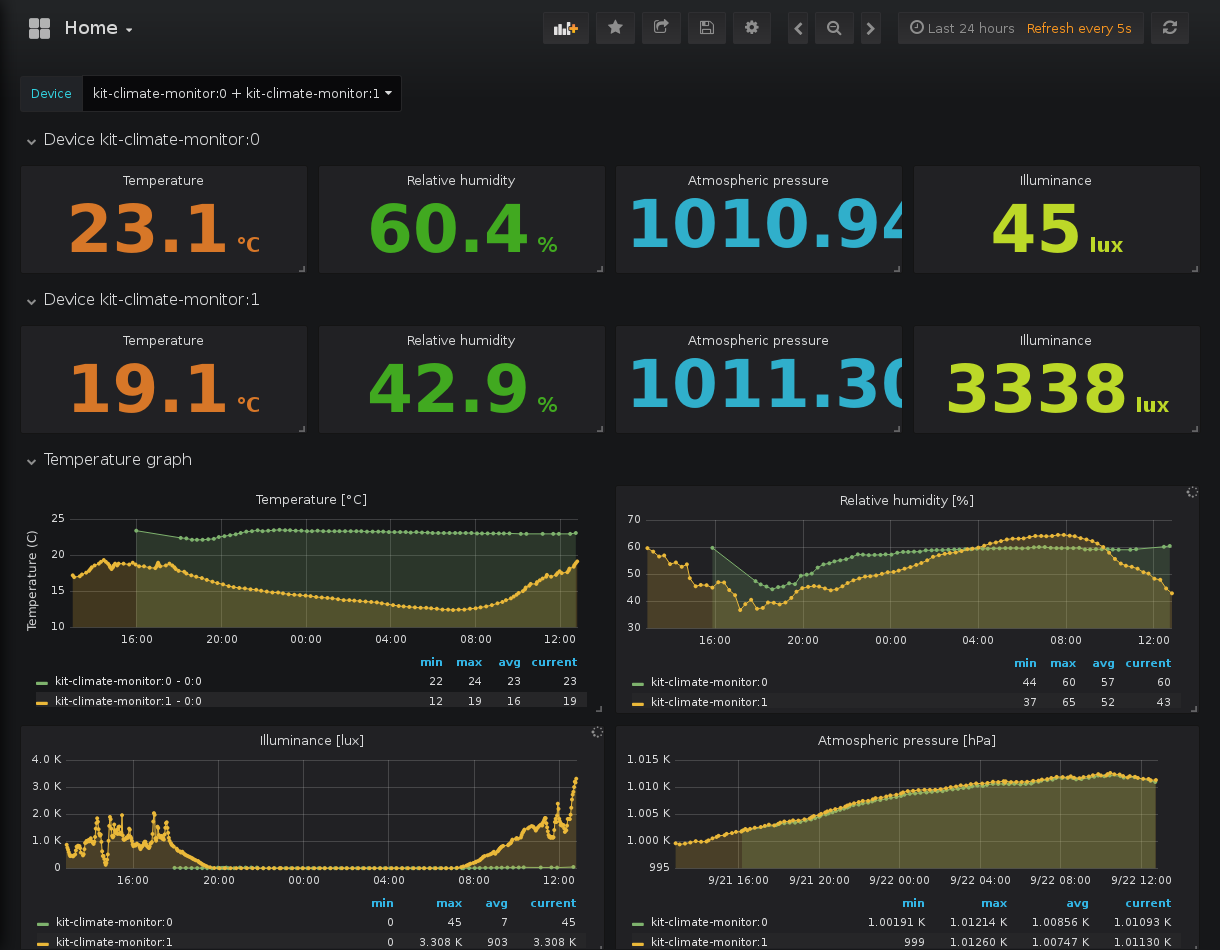 Home
Last 24 hours Refresh every 5s
Device kit-climate-monitor:0 + kit-climate-monitor:1
Device kit-climate-monitor:0
Temperature Relative humidity Atmospheric pressure Illuminance
23.1 °C 60.4 % 1010.94 45 lux
Device kit-climate-monitor:1
Temperature Relative humidity Atmospheric pressure Illuminance
19.1 °C 42.9 % 1011.30 3338 lux
Temperature graph
Temperature [°C]
Temperature (C)
25
20
15
10
16:00 20:00 00:00 04:00 08:00 12:00
min max avg current
kit-climate-monitor:0 - 0:0 22 24 23 23
kit-climate-monitor:1 - 0:0 12 19 16 19
Relative humidity [%]
70
60
50
40
30
16:00 20:00 00:00 04:00 08:00 12:00
min max avg current
kit-climate-monitor:0 44 60 57 60
kit-climate-monitor:1 37 65 52 43
Illuminance [lux]
4.0 K
3.0 K
2.0 K
1.0 K
0
16:00 20:00 00:00 04:00 08:00 12:00
min max avg current
kit-climate-monitor:0 0 45 7 45
kit-climate-monitor:1 0 3.308 K 903 3.308 K
Atmospheric pressure [hPa]
1.015 K
1.010 K
1.005 K
1.000 K
995
9/21 16:00 9/21 20:00 9/22 00:00 9/22 04:00 9/22 08:00 9/22 12:00
min max avg current
kit-climate-monitor:0 1.00191 K 1.01214 K 1.00856 K 1.01093 K
kit-climate-monitor:1 999 1.01260 K 1.00747 K 1.01130 K